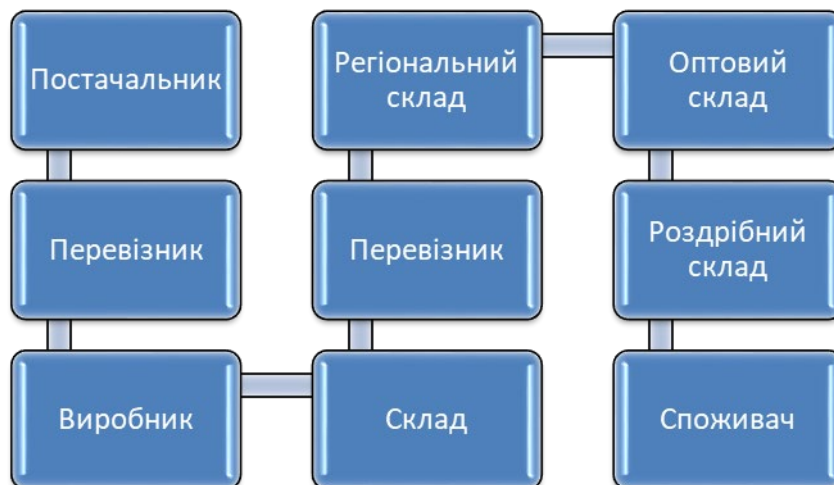 Постачальник
Перевізник
Виробник
Склад
Перевізник
Регіональний
склад
Оптовий
склад
Роздрібний
склад
Споживач